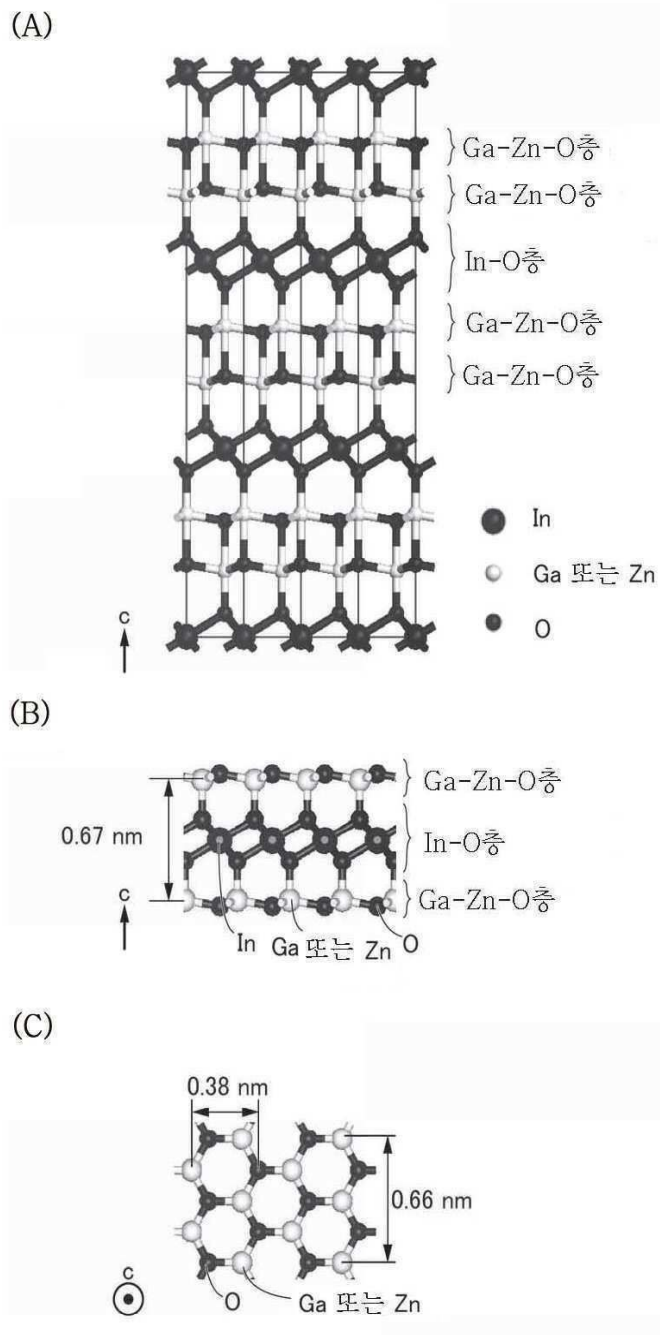 (A)
Ga-Zn-O층
Ga-Zn-O층
In-O층
Ga-Zn-O층
Ga-Zn-O층
In
Ga 또는 Zn
O
c
(B)
Ga-Zn-O층
0.67 nm
In-O층
c
Ga-Zn-O층
In Ga 또는 Zn O
(C)
0.38 nm
0.66 nm
c
O Ga 또는 Zn